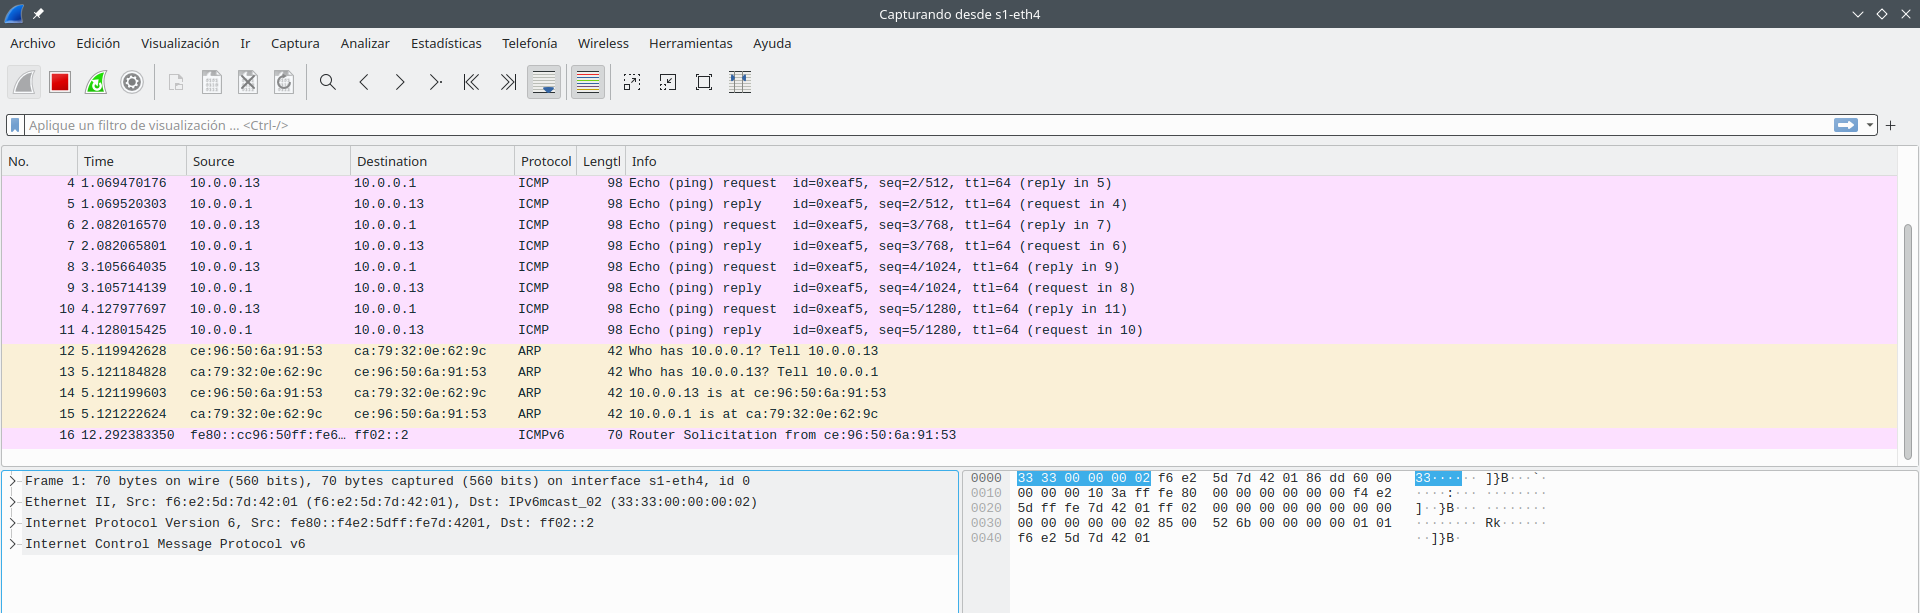 Capturando desde s1-eth4
Archivo Edición Visualización Ir Captura Analizar Estadísticas Telefonía Wireless Herramientas Ayuda
Aplique un filtro de visualización ... <Ctrl-/>
No. Time Source Destination Protocol Lengtl Info
4 1.069470176 10.0.0.13 10.0.0.1 ICMP 98 Echo (ping) request id=0xeaf5, seq=2/512, ttl=64 (reply in 5)
5 1.069520303 10.0.0.1 10.0.0.13 ICMP 98 Echo (ping) reply id=0xeaf5, seq=2/512, ttl=64 (request in 4)
6 2.082016570 10.0.0.13 10.0.0.1 ICMP 98 Echo (ping) request id=0xeaf5, seq=3/768, ttl=64 (reply in 7)
7 2.082065801 10.0.0.1 10.0.0.13 ICMP 98 Echo (ping) reply id=0xeaf5, seq=3/768, ttl=64 (request in 6)
8 3.105664035 10.0.0.13 10.0.0.1 ICMP 98 Echo (ping) request id=0xeaf5, seq=4/1024, ttl=64 (reply in 9)
9 3.105714139 10.0.0.1 10.0.0.13 ICMP 98 Echo (ping) reply id=0xeaf5, seq=4/1024, ttl=64 (request in 8)
10 4.127977697 10.0.0.13 10.0.0.1 ICMP 98 Echo (ping) request id=0xeaf5, seq=5/1280, ttl=64 (reply in 11)
11 4.128015425 10.0.0.1 10.0.0.13 ICMP 98 Echo (ping) reply id=0xeaf5, seq=5/1280, ttl=64 (request in 10)
12 5.119942628 ce:96:50:6a:91:53 ca:79:32:0e:62:9c ARP 42 Who has 10.0.0.1? Tell 10.0.0.13
13 5.121184828 ca:79:32:0e:62:9c ce:96:50:6a:91:53 ARP 42 Who has 10.0.0.13? Tell 10.0.0.1
14 5.121199603 ce:96:50:6a:91:53 ca:79:32:0e:62:9c ARP 42 10.0.0.13 is at ce:96:50:6a:91:53
15 5.121222624 ca:79:32:0e:62:9c ce:96:50:6a:91:53 ARP 42 10.0.0.1 is at ca:79:32:0e:62:9c
16 12.292383350 fe80::cc96:50ff:fe6… ff02::2 ICMPv6 70 Router Solicitation from ce:96:50:6a:91:53
Frame 1: 70 bytes on wire (560 bits), 70 bytes captured (560 bits) on interface s1-eth4, id 0
Ethernet II, Src: f6:e2:5d:7d:42:01 (f6:e2:5d:7d:42:01), Dst: IPv6mcast_02 (33:33:00:00:00:02)
Internet Protocol Version 6, Src: fe80::f4e2:5dff:fe7d:4201, Dst: ff02::2
Internet Control Message Protocol v6
0000 33 33 00 00 00 02 f6 e2 5d 7d 42 01 86 dd 60 00 33······ ]}B···`·
0010 00 00 00 10 3a ff fe 80 00 00 00 00 00 00 f4 e2 ····:··· ········
0020 5d ff fe 7d 42 01 ff 02 00 00 00 00 00 00 00 00 ]··}B··· ········
0030 00 00 00 00 00 02 85 00 52 6b 00 00 00 00 01 01 ········ Rk······
0040 f6 e2 5d 7d 42 01 ··]}B·